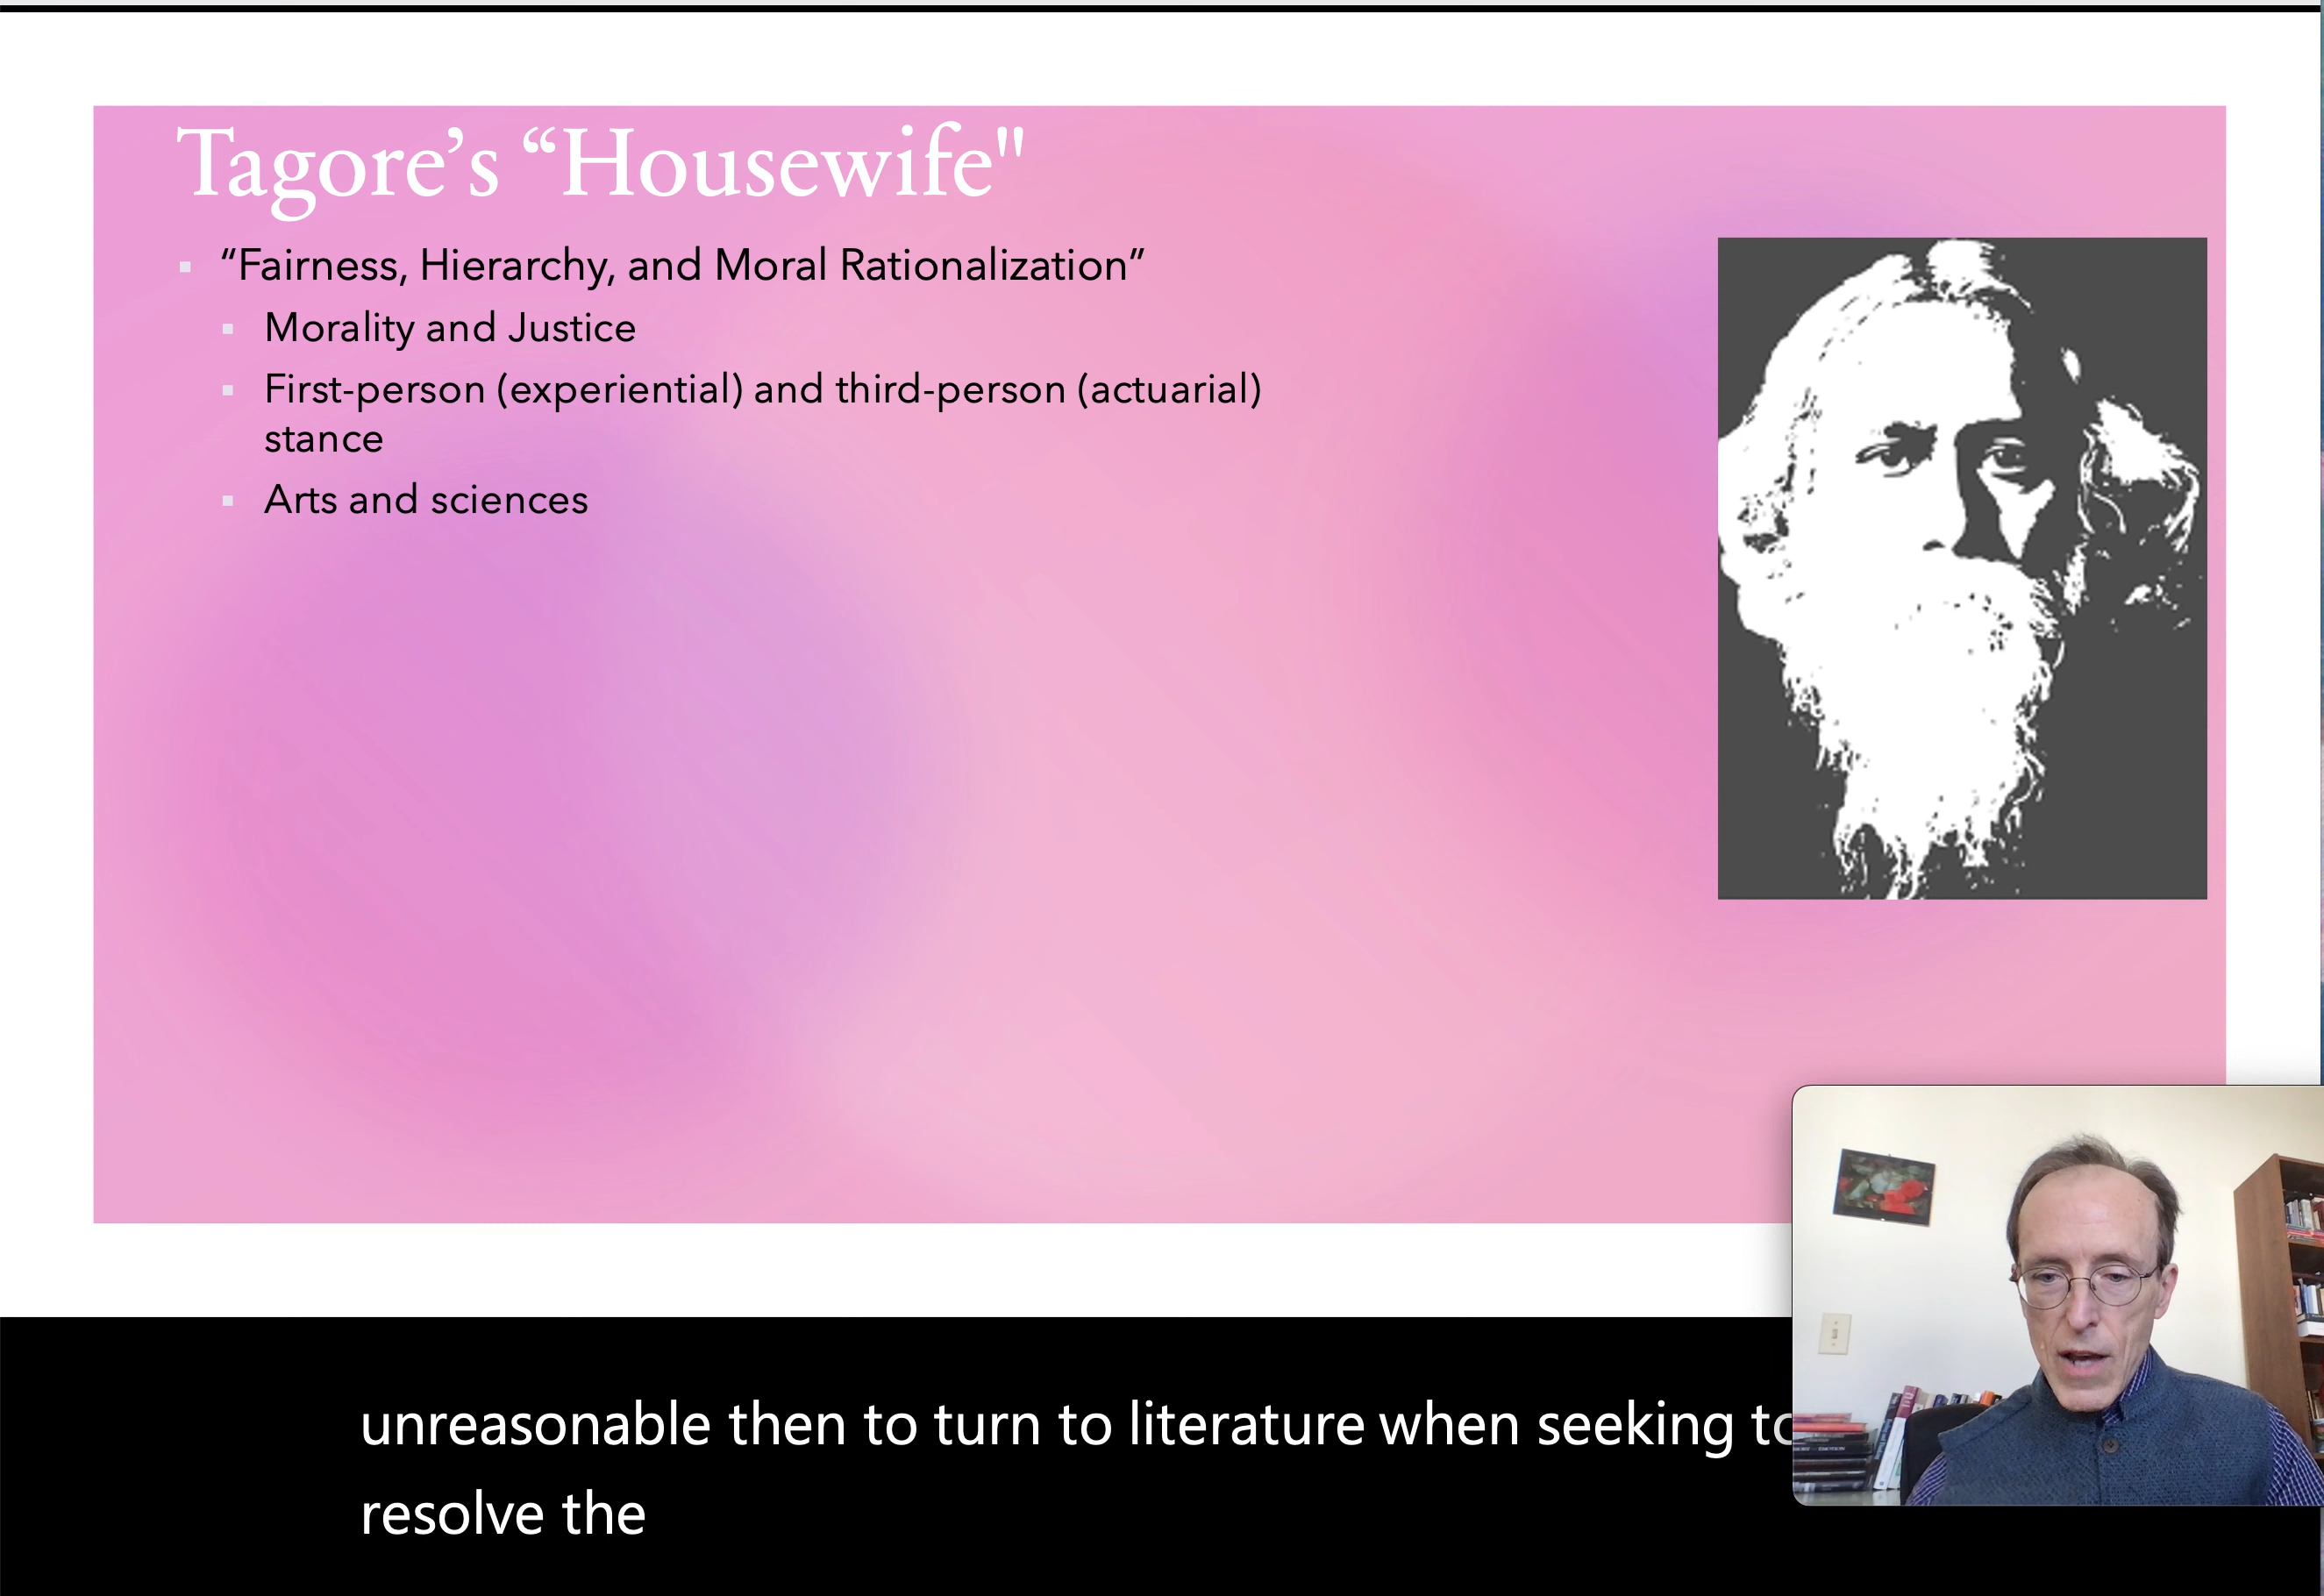 Tagore’s “Housewife"
“Fairness, Hierarchy, and Moral Rationalization”
Morality and Justice
First-person (experiential) and third-person (actuarial)
stance
Arts and sciences
unreasonable then to turn to literature when seeking to
resolve the